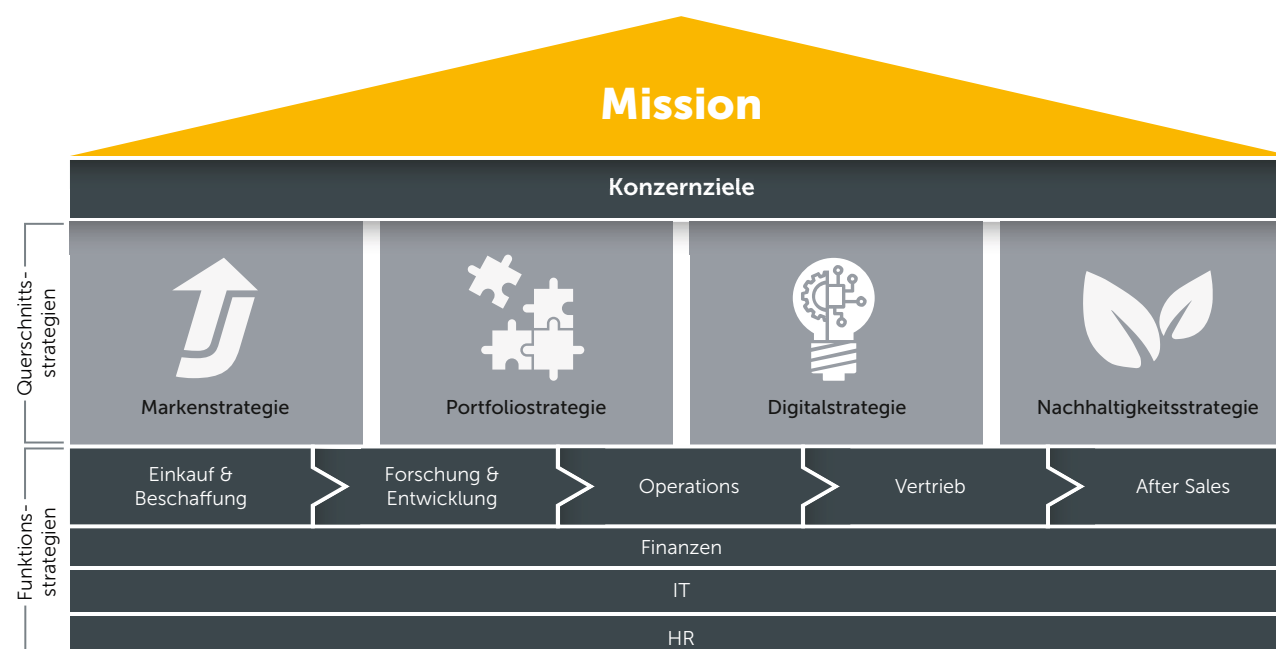 Mission
Konzernziele
Querschnitts-
strategien
Markenstrategie
Portfoliostrategie
Digitalstrategie
Nachhaltigkeitsstrategie
Funktions-
strategien
Einkauf &
Beschaffung
Forschung &
Entwicklung
Operations
Vertrieb
After Sales
Finanzen
IT
HR